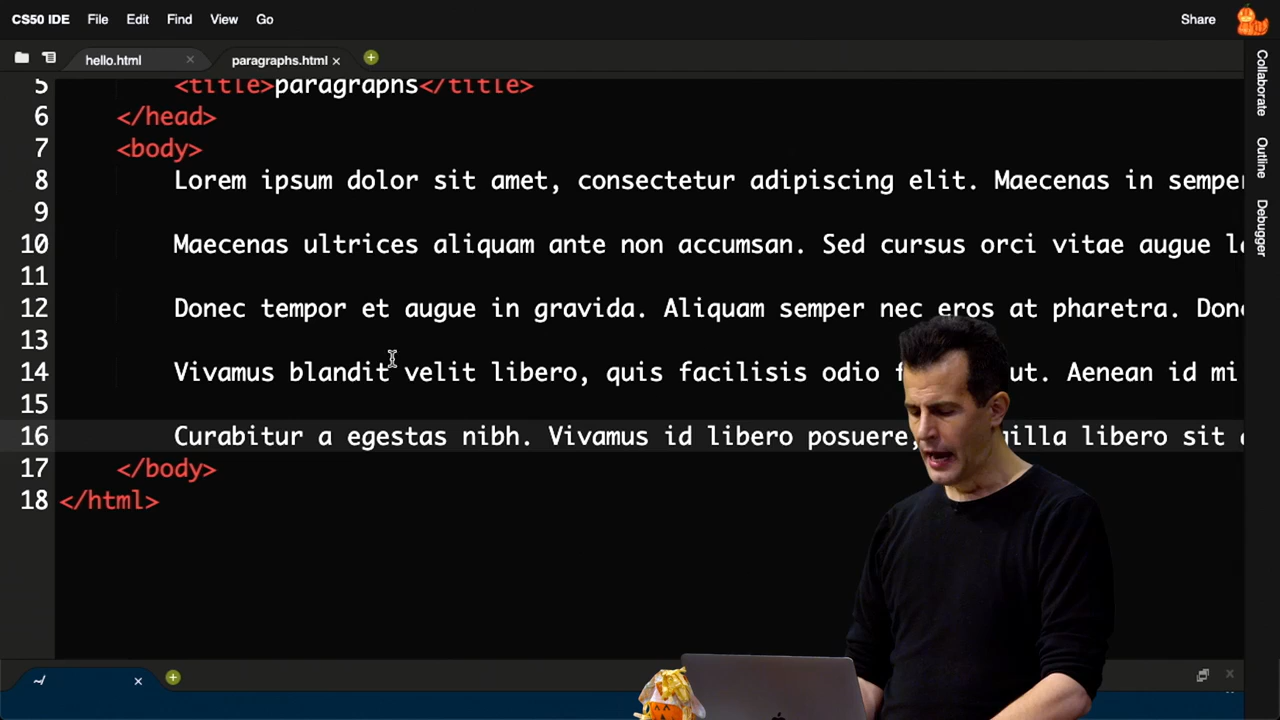 CS50 IDE File Edit Find View Go Share
hello.html paragraphs.html
Collaborate
Outline
Debugger
5 <title>paragraphs</title>
6 </head>
7 <body>
8 Lorem ipsum dolor sit amet, consectetur adipiscing elit. Maecenas in semper
9
10 Maecenas ultrices aliquam ante non accumsan. Sed cursus orci vitae augue
11
12 Donec tempor et augue in gravida. Aliquam semper nec eros at pharetra.
13
14 Vivamus blandit velit libero, quis facilisis odio ut. Aenean id mi
15
16 Curabitur a egestas nibh. Vivamus id libero posuere, libero sit
17 </body>
18 </html>
~/